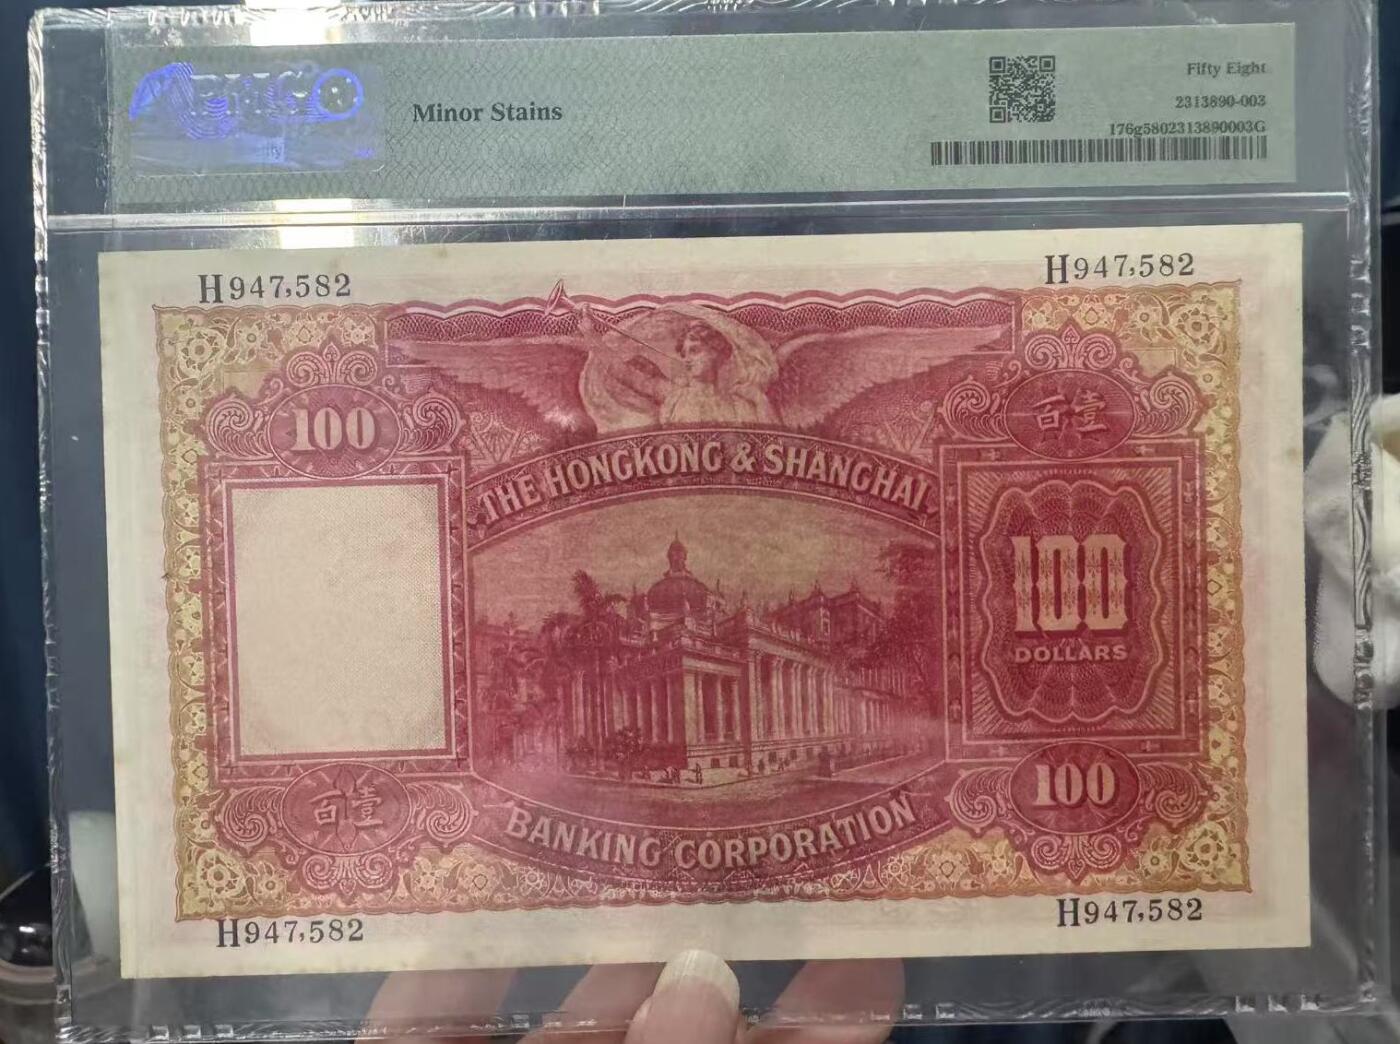 PMG
Minor Stains
Fifty Eight
2313890-003
176g5802313890003G
H947,582
H947,582
100
百壹
THE HONGKONG & SHANGHAI
100
DOLLARS
百壹
100
BANKING CORPORATION
H947,582
H947,582